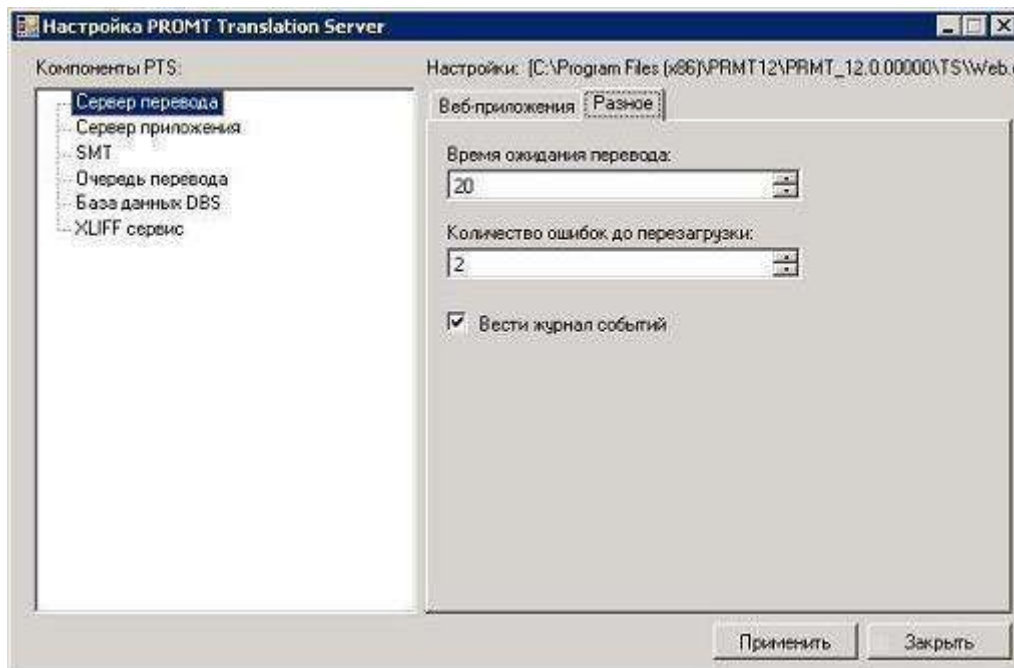 Настройка PROMT Translation Server
Компоненты PTS:
Сервер перевода
Сервер приложения
SMT
Очередь перевода
База данных DBS
XLIFF сервис
Настройки: [C:\Program Files (x86)\PRMT12\PRMT_12.0.00000\TS\Web.
Веб-приложения
Разное
Время ожидания перевода:
20
Количество ошибок до перезагрузки:
2
Вести журнал событий
Применить
Закрыть